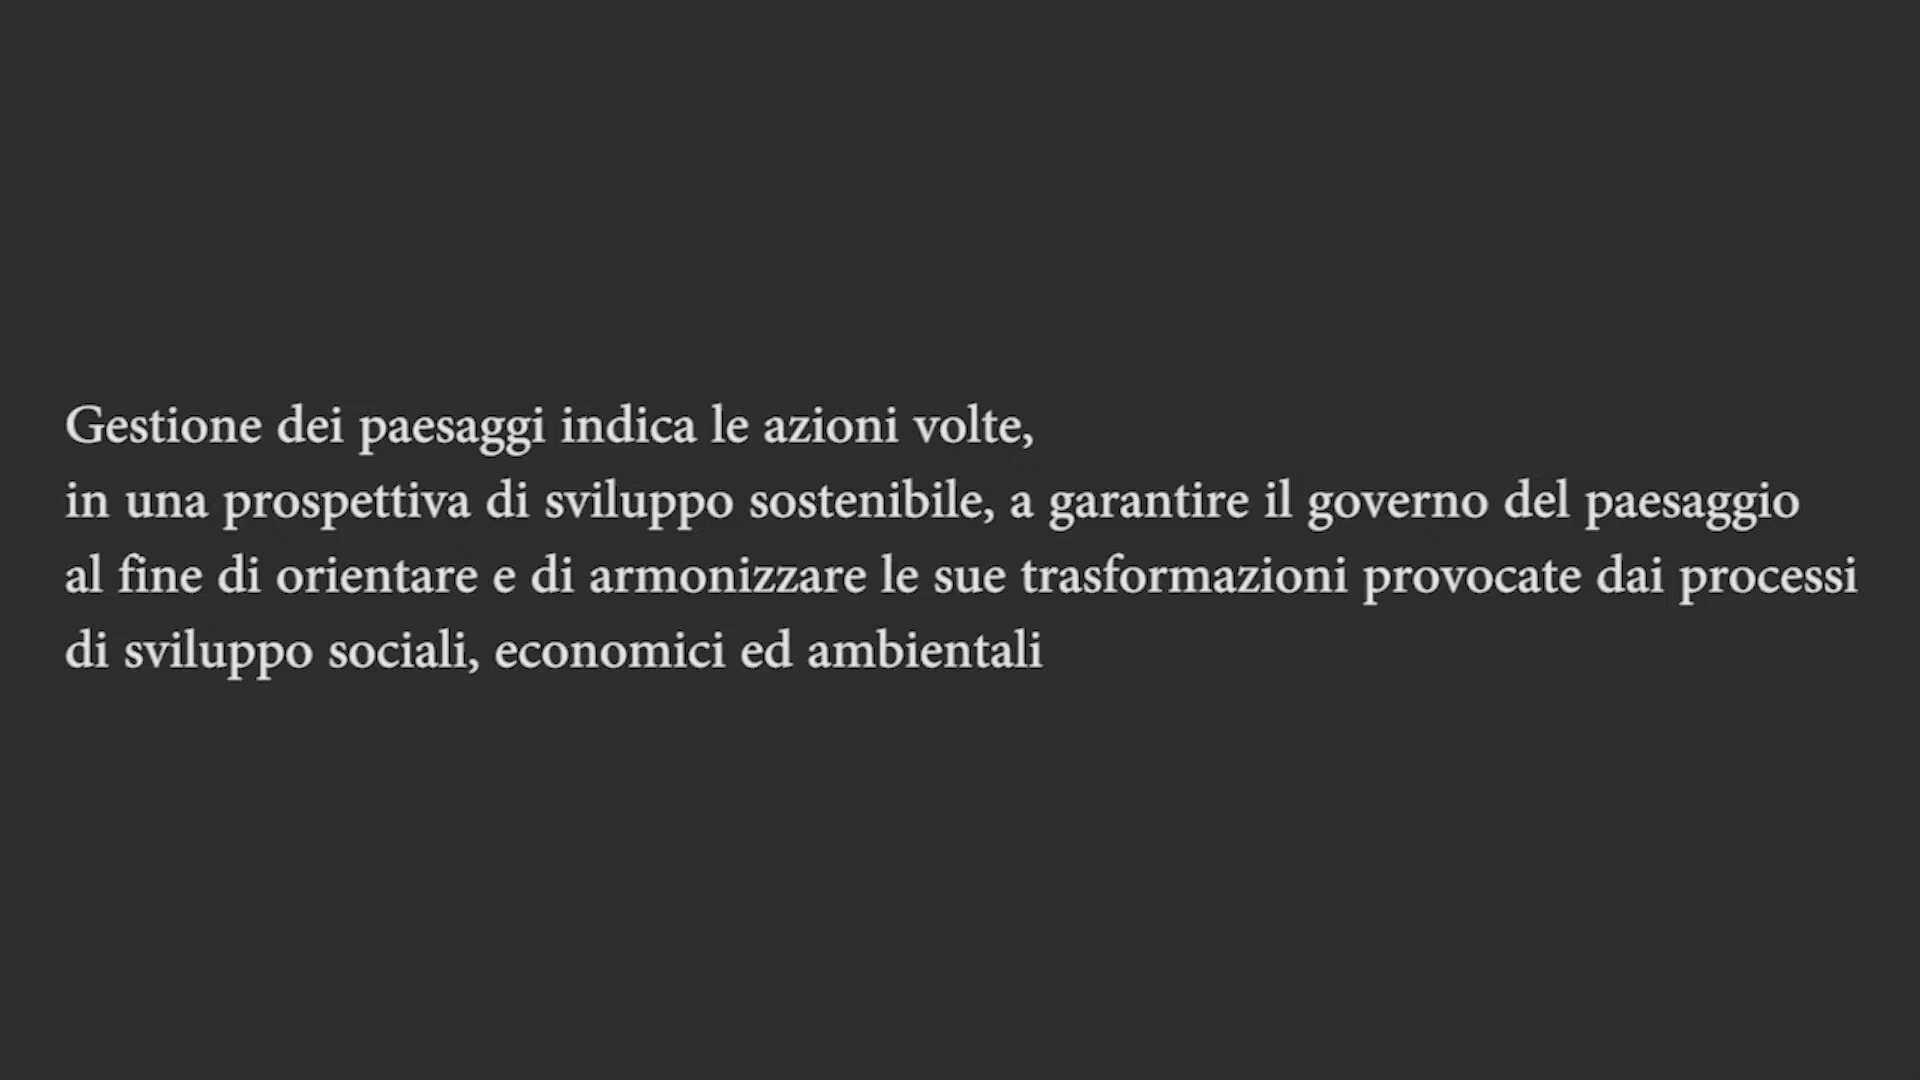 Gestione dei paesaggi indica le azioni volte,
in una prospettiva di sviluppo sostenibile, a garantire il governo del paesaggio
al fine di orientare e di armonizzare le sue trasformazioni provocate dai processi
di sviluppo sociali, economici ed ambientali